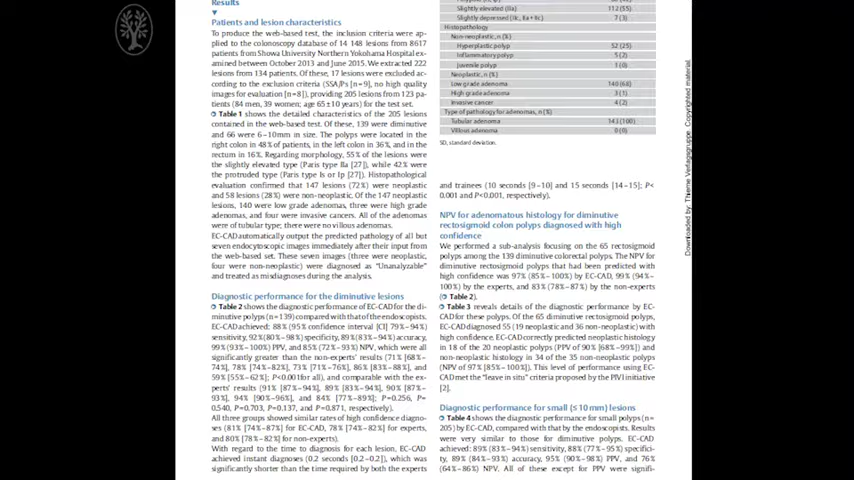 Results
Patients and lesion characteristics
To produce the web-based test, the inclusion criteria were ap-
plied to the colonoscopy database of 14 148 lesions from 8617
patients from Showa University Northern Yokohama Hospital ex-
amined between October 2013 and June 2015. We extracted 222
lesions from 134 patients. Of these, 17 lesions were excluded ac-
cording to the exclusion criteria (SSA/Ps [n=9], no high quality
images for evaluation [n=8]), providing 205 lesions from 123 pa-
tients (84 men, 39 women; age 65±10 years) for the test set.
Table 1 shows the detailed characteristics of the 205 lesions
contained in the web-based test. Of these, 139 were diminutive
and 66 were 6–10mm in size. The polyps were located in the
right colon in 48% of patients, in the left colon in 36%, and in the
rectum in 16%. Regarding morphology, 55% of the lesions were
the slightly elevated type (Paris type IIa [27]), while 42% were
the protruded type (Paris type Is or Ip [27]). Histopathological
evaluation confirmed that 147 lesions (72%) were neoplastic
and 58 lesions (28%) were non-neoplastic. Of the 147 neoplastic
lesions, 140 were low grade adenomas, three were high grade
adenomas, and four were invasive cancers. All of the adenomas
were of tubular type; there were no villous adenomas.
EC-CAD automatically output the predicted pathology of all but
seven endocytoscopic images immediately after their input from
the web-based set. These seven images (three were neoplastic,
four were non-neoplastic) were diagnosed as "Unanalyzable"
and treated as misdiagnoses during the analysis.
Diagnostic performance for the diminutive lesions
Table 2 shows the diagnostic performance of EC-CAD for the di-
minutive polyps (n=139) compared with that of the endoscopists.
EC-CAD achieved: 88% (95% confidence interval [CI] 79%–94%)
sensitivity, 92% (80%–98%) specificity, 89% (83%–94%) accuracy,
99% (93%–100%) PPV, and 85% (72%–93%) NPV, which were all
significantly greater than the non-experts' results (71% [68%–
74%], 78% [74%–82%], 73% [71%–76%], 86% [83%–88%], and
59% [55%–62%]; P<0.001 for all), and comparable with the ex-
perts' results (91% [87%–94%], 89% [83%–94%], 90% [87%–
93%], 94% [90%–96%], and 84% [77%–89%]; P=0.256, P=
0.540, P=0.703, P=0.137, and P=0.871, respectively).
All three groups showed similar rates of high confidence diagno-
ses (81% [74%–87%] for EC-CAD, 78% [74%–82%] for experts,
and 80% [78%–82%] for non-experts).
With regard to the time to diagnosis for each lesion, EC-CAD
achieved instant diagnoses (0.2 seconds [0.2–0.2]), which was
significantly shorter than the time required by both the experts
Slightly elevated (IIa) 112 (55)
Slightly depressed (IIc, IIa+IIc) 7 (3)
Histopathology
Non-neoplastic, n (%)
Hyperplastic polyp 52 (25)
Inflammatory polyp 5 (2)
Juvenile polyp 1 (0)
Neoplastic, n (%)
Low grade adenoma 140 (68)
High grade adenoma 3 (1)
Invasive cancer 4 (2)
Type of pathology for adenomas, n (%)
Tubular adenoma 143 (100)
Villous adenoma 0 (0)
SD, standard deviation.
and trainees (10 seconds [9–10] and 15 seconds [14–15]; P<
0.001 and P<0.001, respectively).
NPV for adenomatous histology for diminutive
rectosigmoid colon polyps diagnosed with high
confidence
We performed a sub-analysis focusing on the 65 rectosigmoid
polyps among the 139 diminutive colorectal polyps. The NPV for
diminutive rectosigmoid polyps that had been predicted with
high confidence was 97% (85%–100%) by EC-CAD, 99% (94%–
100%) by the experts, and 83% (78%–87%) by the non-experts
(Table 2).
Table 3 reveals details of the diagnostic performance by EC-
CAD for these polyps. Of the 65 diminutive rectosigmoid polyps,
EC-CAD diagnosed 55 (19 neoplastic and 36 non-neoplastic) with
high confidence. EC-CAD correctly predicted neoplastic histology
in 18 of the 20 neoplastic polyps (PPV of 90% [68%–99%]) and
non-neoplastic histology in 34 of the 35 non-neoplastic polyps
(NPV of 97% [85%–100%]). This level of performance using EC-
CAD met the "leave in situ" criteria proposed by the PIVI initiative
[2].
Diagnostic performance for small (≤10mm) lesions
Table 4 shows the diagnostic performance for small polyps (n=
205) by EC-CAD, compared with that by the endoscopists. Results
were very similar to those for diminutive polyps. EC-CAD
achieved: 89% (83%–94%) sensitivity, 88% (77%–95%) specifici-
ty, 89% (84%–93%) accuracy, 95% (90%–98%) PPV, and 76%
(64%–86%) NPV. All of these except for PPV were signifi-
Downloaded by: Thieme Verlagsgruppe. Copyrighted material.